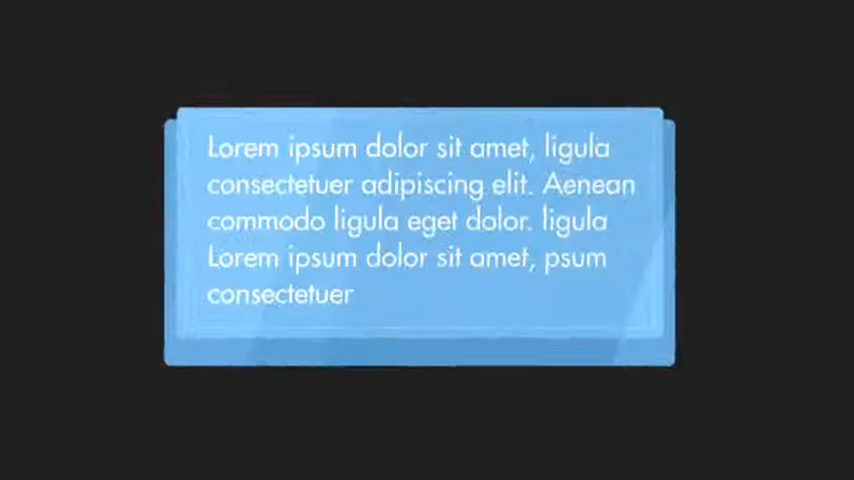 Lorem ipsum dolor sit amet, ligula
consectetuer adipiscing elit. Aenean
commodo ligula eget dolor. ligula
Lorem ipsum dolor sit amet, psum
consectetuer